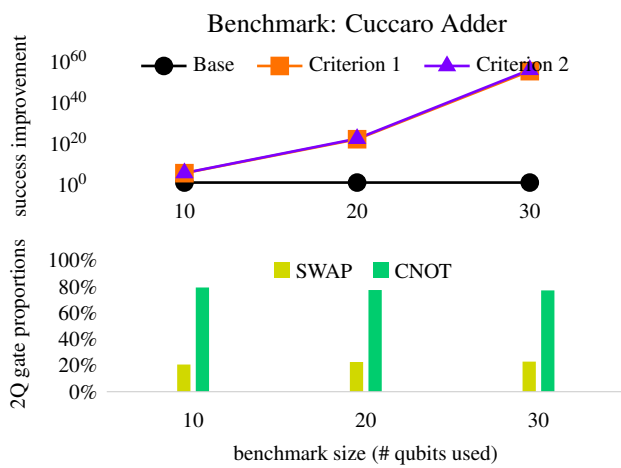 Benchmark: Cuccaro Adder
success improvement
Base Criterion 1 Criterion 2
10^60
10^40
10^20
10^0
10 20 30
2Q gate proportions
SWAP CNOT
100%
80%
60%
40%
20%
0%
10 20 30
benchmark size (# qubits used)